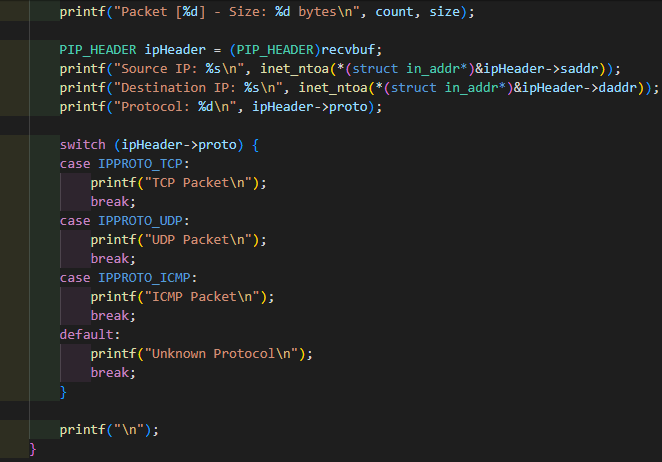 printf("Packet [%d] - Size: %d bytes\n", count, size);
PIP_HEADER ipHeader = (PIP_HEADER)recvbuf;
printf("Source IP: %s\n", inet_ntoa(*(struct in_addr*)&ipHeader->saddr));
printf("Destination IP: %s\n", inet_ntoa(*(struct in_addr*)&ipHeader->daddr));
printf("Protocol: %d\n", ipHeader->proto);
switch (ipHeader->proto) {
case IPPROTO_TCP:
printf("TCP Packet\n");
break;
case IPPROTO_UDP:
printf("UDP Packet\n");
break;
case IPPROTO_ICMP:
printf("ICMP Packet\n");
break;
default:
printf("Unknown Protocol\n");
break;
}
printf("\n");
}